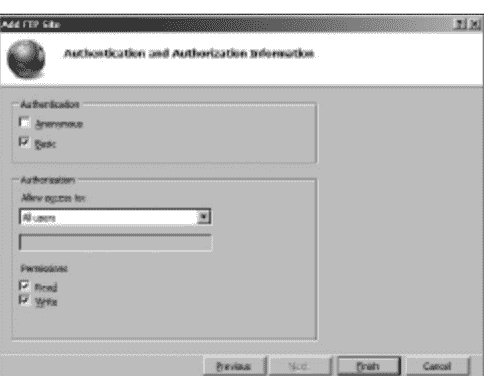 Add FTP Site
Authentication and Authorization Information
Authentication
Anonymous
Basic
Authorization
Allow access to:
All users
Permissions
Read
Write
Previous Next Finish Cancel